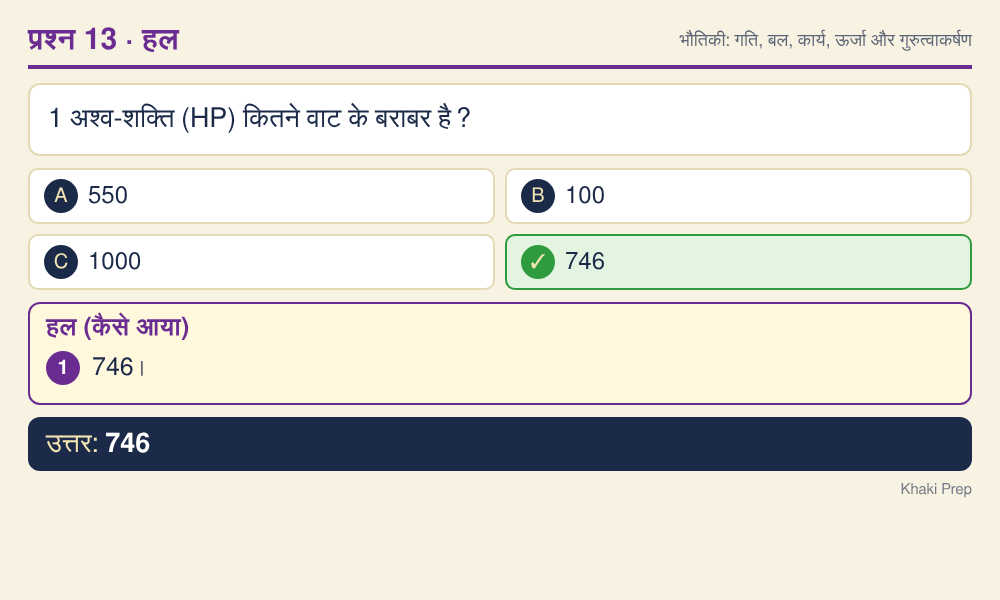 प्रश्न 13 · हल
भौतिकी: गति, बल, कार्य, ऊर्जा और गुरुत्वाकर्षण
1 अश्व-शक्ति (HP) कितने वाट के बराबर है ?
A 550
B 100
C 1000
✓ 746
हल (कैसे आया)
1 746।
उत्तर: 746
Khaki Prep